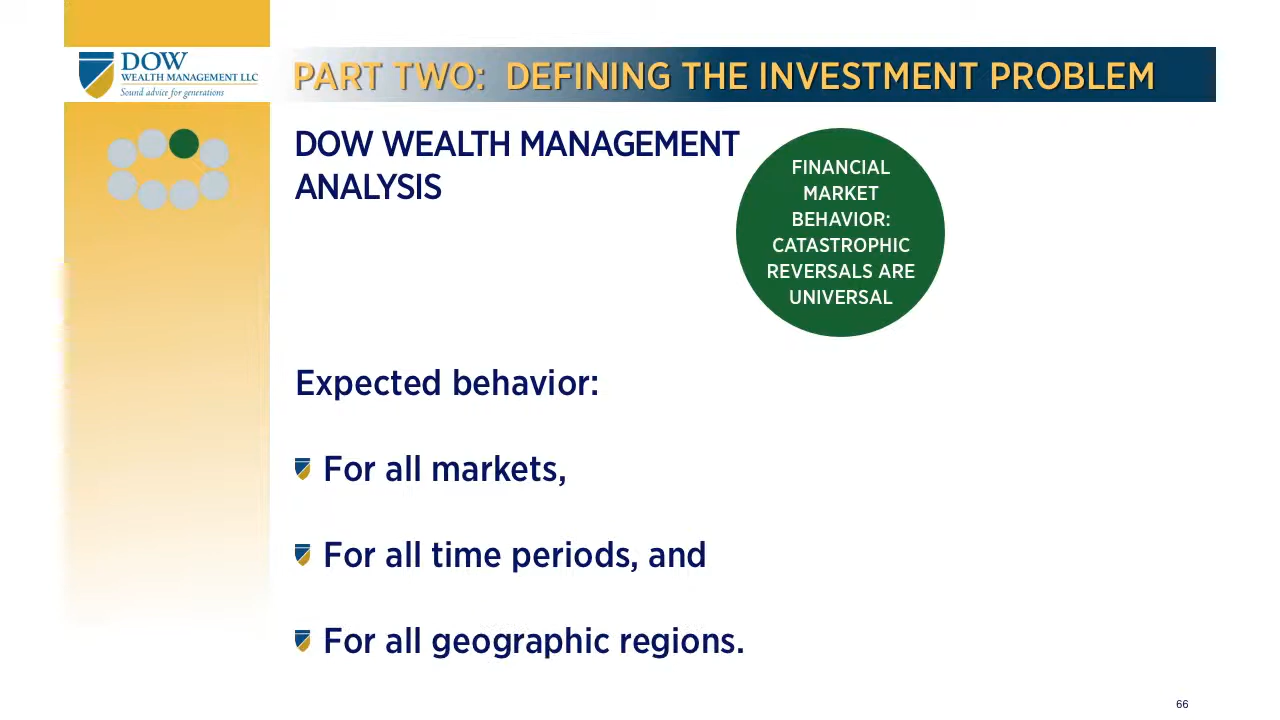 DOW
WEALTH MANAGEMENT LLC
Sound advice for generations
PART TWO: DEFINING THE INVESTMENT PROBLEM
DOW WEALTH MANAGEMENT
ANALYSIS
FINANCIAL
MARKET
BEHAVIOR:
CATASTROPHIC
REVERSALS ARE
UNIVERSAL
Expected behavior:
For all markets,
For all time periods, and
For all geographic regions.
66